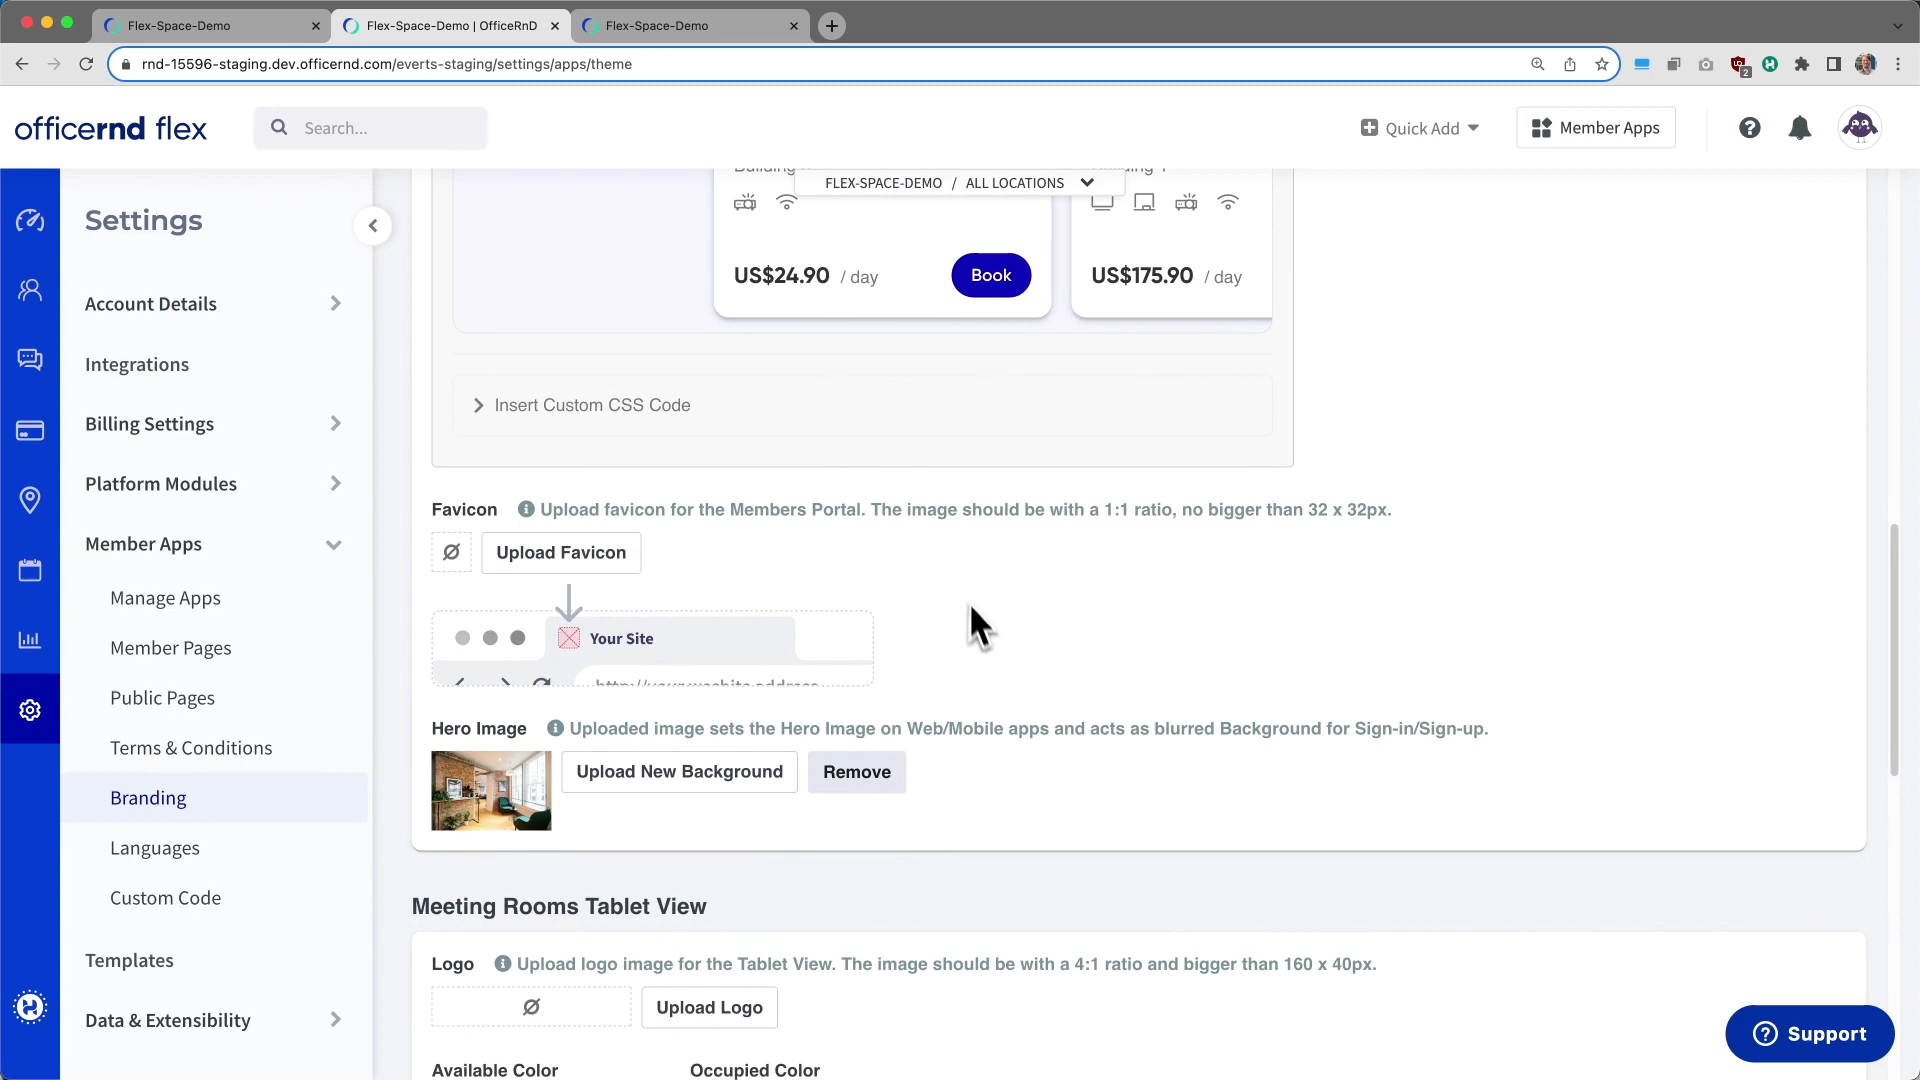 Flex-Space-Demo
Flex-Space-Demo | OfficeRnD
Flex-Space-Demo
rnd-15596-staging.dev.officernd.com/everts-staging/settings/apps/theme
2
officernd flex
Search...
Quick Add
Member Apps
Settings
Account Details
Integrations
Billing Settings
Platform Modules
Member Apps
Manage Apps
Member Pages
Public Pages
Terms & Conditions
Branding
Languages
Custom Code
Templates
Data & Extensibility
FLEX-SPACE-DEMO / ALL LOCATIONS
US$24.90 / day
Book
US$175.90 / day
Insert Custom CSS Code
Favicon Upload favicon for the Members Portal. The image should be with a 1:1 ratio, no bigger than 32 x 32px.
Upload Favicon
Your Site
Hero Image Uploaded image sets the Hero Image on Web/Mobile apps and acts as blurred Background for Sign-in/Sign-up.
Upload New Background
Remove
Meeting Rooms Tablet View
Logo Upload logo image for the Tablet View. The image should be with a 4:1 ratio and bigger than 160 x 40px.
Upload Logo
Available Color
Occupied Color
Support